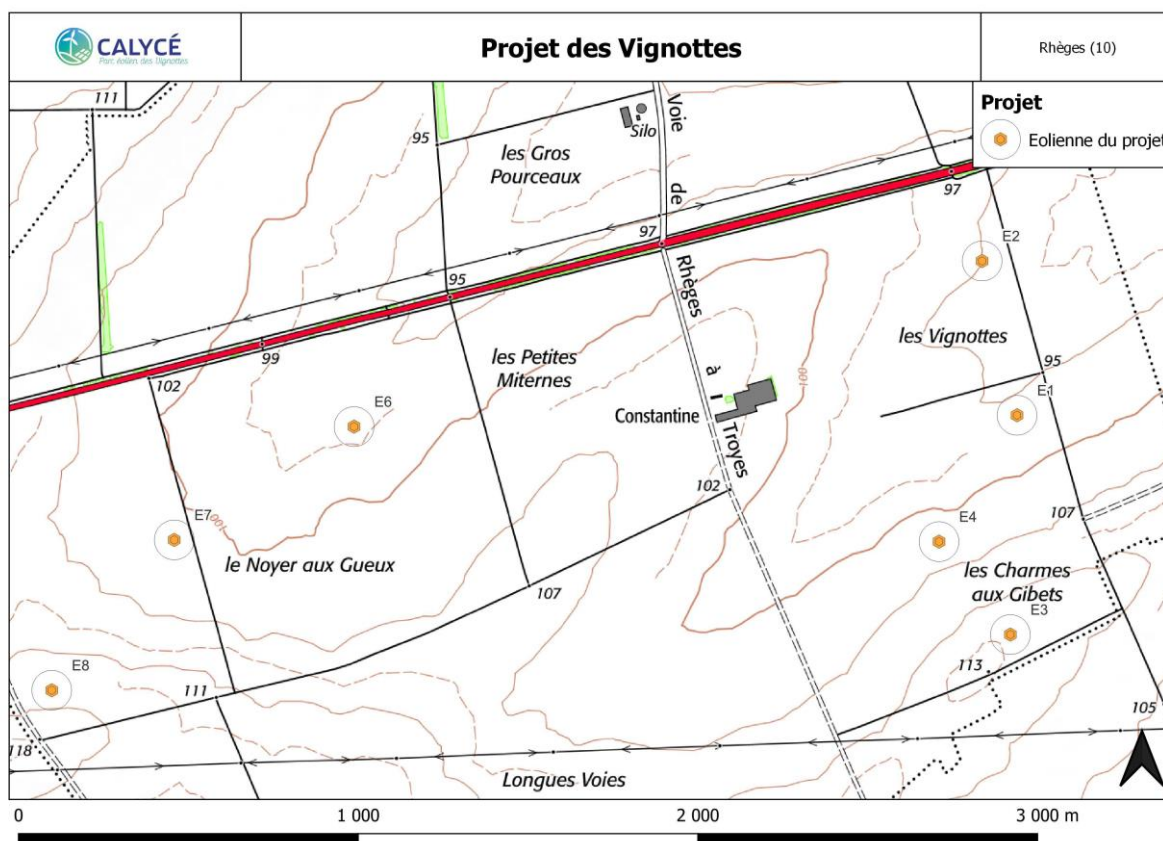 CALYCÉ
Parc éolien des Vignottes
Projet des Vignottes
Rhèges (10)
Projet
Eolienne du projet
111
95
les Gros
Pourceaux
Silo
Voie
de
Rhèges
à
Troyes
97
97
E2
95
99
102
les Petites
Miternes
les Vignottes
100
95
E1
E6
Constantine
102
107
E7
100
le Noyer aux Gueux
E4
les Charmes
aux Gibets
107
E3
113
E8
111
105
118
Longues Voies
0
1 000
2 000
3 000 m